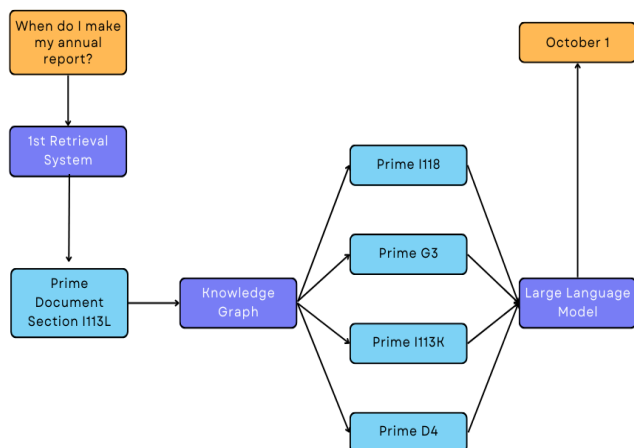 When do I make
my annual
report?
October 1
1st Retrieval
System
Prime I118
Prime G3
Prime
Document
Section I113L
Knowledge
Graph
Large Language
Model
Prime I113K
Prime D4